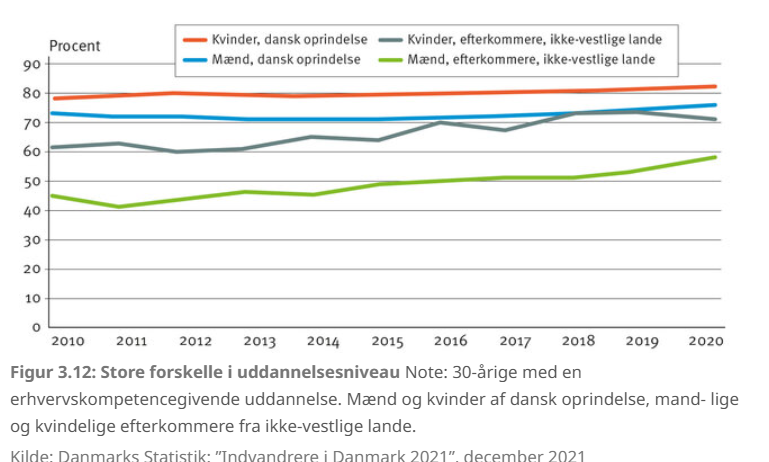 Procent
Kvinder, dansk oprindelse
Kvinder, efterkommere, ikke-vestlige lande
Mænd, dansk oprindelse
Mænd, efterkommere, ikke-vestlige lande
90
80
70
60
50
40
30
20
10
0
2010 2011 2012 2013 2014 2015 2016 2017 2018 2019 2020
Figur 3.12: Store forskelle i uddannelsesniveau Note: 30-årige med en
erhvervskompetencegivende uddannelse. Mænd og kvinder af dansk oprindelse, mand- lige
og kvindelige efterkommere fra ikke-vestlige lande.
Kilde: Danmarks Statistik: ”Indvandrere i Danmark 2021”, december 2021